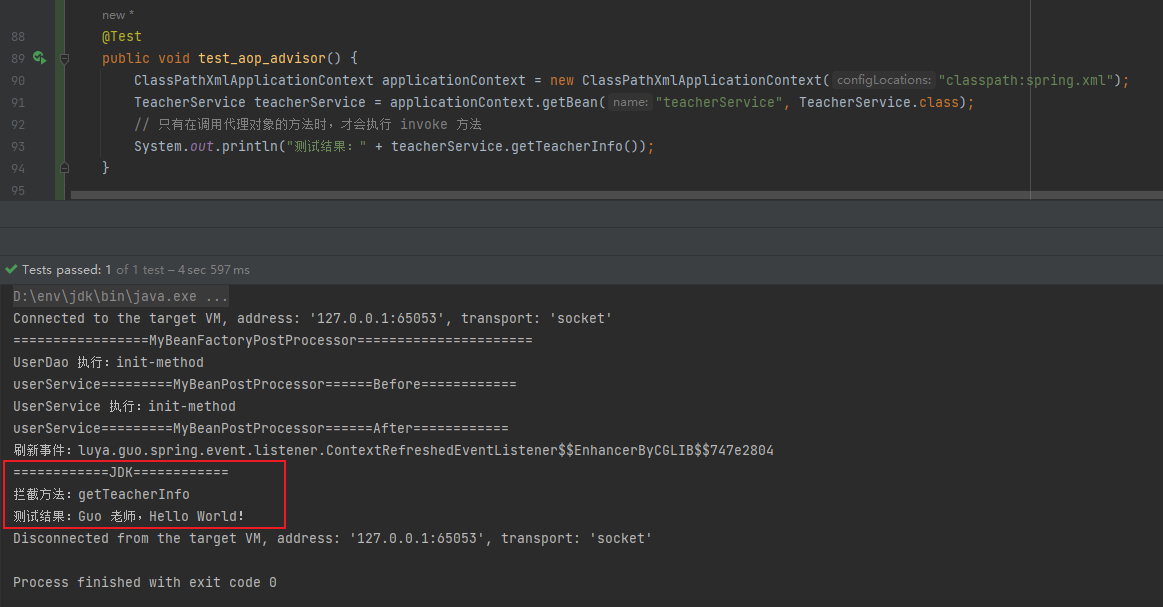 new *
88 @Test
89 public void test_aop_advisor() {
90 ClassPathXmlApplicationContext applicationContext = new ClassPathXmlApplicationContext( configLocations: "classpath:spring.xml");
91 TeacherService teacherService = applicationContext.getBean( name: "teacherService", TeacherService.class);
92 // 只有在调用代理对象的方法时，才会执行 invoke 方法
93 System.out.println("测试结果：" + teacherService.getTeacherInfo());
94 }
95
Tests passed: 1 of 1 test – 4 sec 597 ms
D:\env\jdk\bin\java.exe ...
Connected to the target VM, address: '127.0.0.1:65053', transport: 'socket'
=================MyBeanFactoryPostProcessor======================
UserDao 执行：init-method
userService=========MyBeanPostProcessor======Before============
UserService 执行：init-method
userService=========MyBeanPostProcessor======After============
刷新事件：luya.guo.spring.event.listener.ContextRefreshedEventListener$$EnhancerByCGLIB$$747e2804
============JDK============
拦截方法：getTeacherInfo
测试结果：Guo 老师，Hello World!
Disconnected from the target VM, address: '127.0.0.1:65053', transport: 'socket'
Process finished with exit code 0